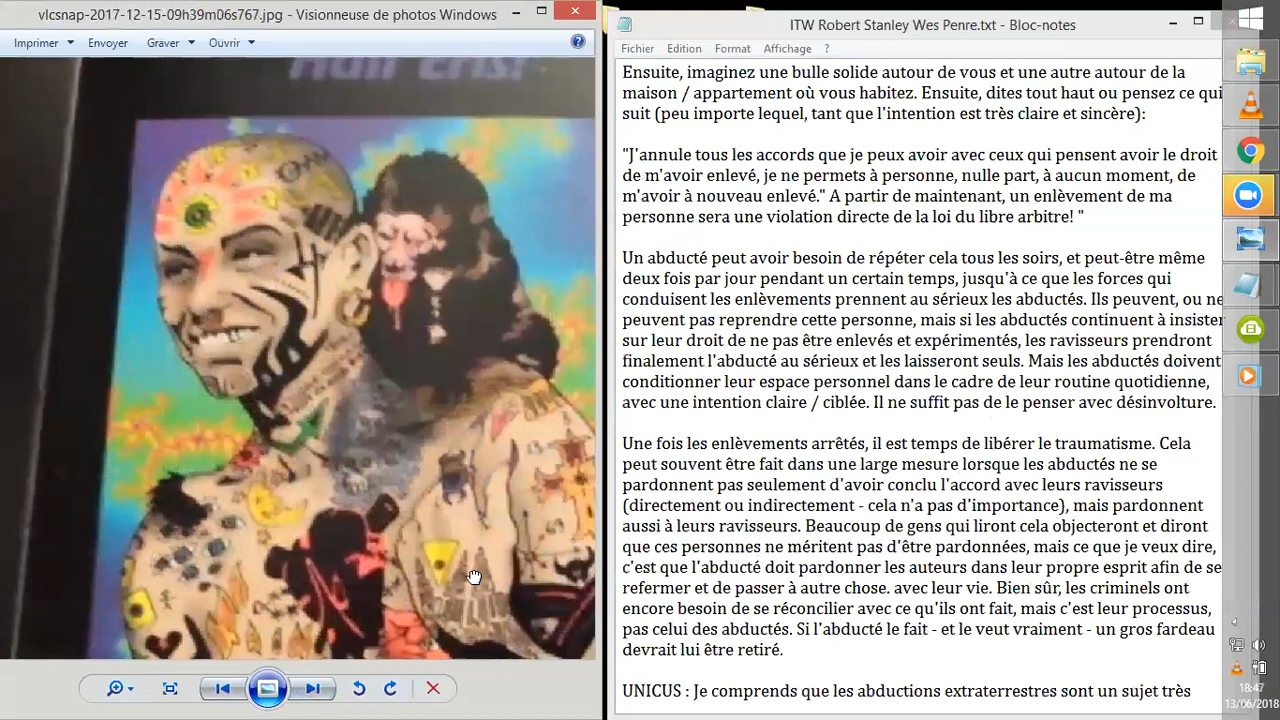 vlcsnap-2017-12-15-09h39m06s767.jpg - Visionneuse de photos Windows
Imprimer Envoyer Graver Ouvrir
ITW Robert Stanley Wes Penre.txt - Bloc-notes
Fichier Edition Format Affichage ?
Ensuite, imaginez une bulle solide autour de vous et une autre autour de la
maison / appartement où vous habitez. Ensuite, dites tout haut ou pensez ce qui
suit (peu importe lequel, tant que l'intention est très claire et sincère):
"J'annule tous les accords que je peux avoir avec ceux qui pensent avoir le droit
de m'avoir enlevé, je ne permets à personne, nulle part, à aucun moment, de
m'avoir à nouveau enlevé." A partir de maintenant, un enlèvement de ma
personne sera une violation directe de la loi du libre arbitre! "
Un abducté peut avoir besoin de répéter cela tous les soirs, et peut-être même
deux fois par jour pendant un certain temps, jusqu'à ce que les forces qui
conduisent les enlèvements prennent au sérieux les abductés. Ils peuvent, ou ne
peuvent pas reprendre cette personne, mais si les abductés continuent à insister
sur leur droit de ne pas être enlevés et expérimentés, les ravisseurs prendront
finalement l'abducté au sérieux et les laisseront seuls. Mais les abductés doivent
conditionner leur espace personnel dans le cadre de leur routine quotidienne,
avec une intention claire / ciblée. Il ne suffit pas de le penser avec désinvolture.
Une fois les enlèvements arrêtés, il est temps de libérer le traumatisme. Cela
peut souvent être fait dans une large mesure lorsque les abductés ne se
pardonnent pas seulement d'avoir conclu l'accord avec leurs ravisseurs
(directement ou indirectement - cela n'a pas d'importance), mais pardonnent
aussi à leurs ravisseurs. Beaucoup de gens qui liront cela objecteront et diront
que ces personnes ne méritent pas d'être pardonnées, mais ce que je veux dire,
c'est que l'abducté doit pardonner les auteurs dans leur propre esprit afin de se
refermer et de passer à autre chose. avec leur vie. Bien sûr, les criminels ont
encore besoin de se réconcilier avec ce qu'ils ont fait, mais c'est leur processus,
pas celui des abductés. Si l'abducté le fait - et le veut vraiment - un gros fardeau
devrait lui être retiré.
UNICUS : Je comprends que les abductions extraterrestres sont un sujet très
18:47
13/06/2018